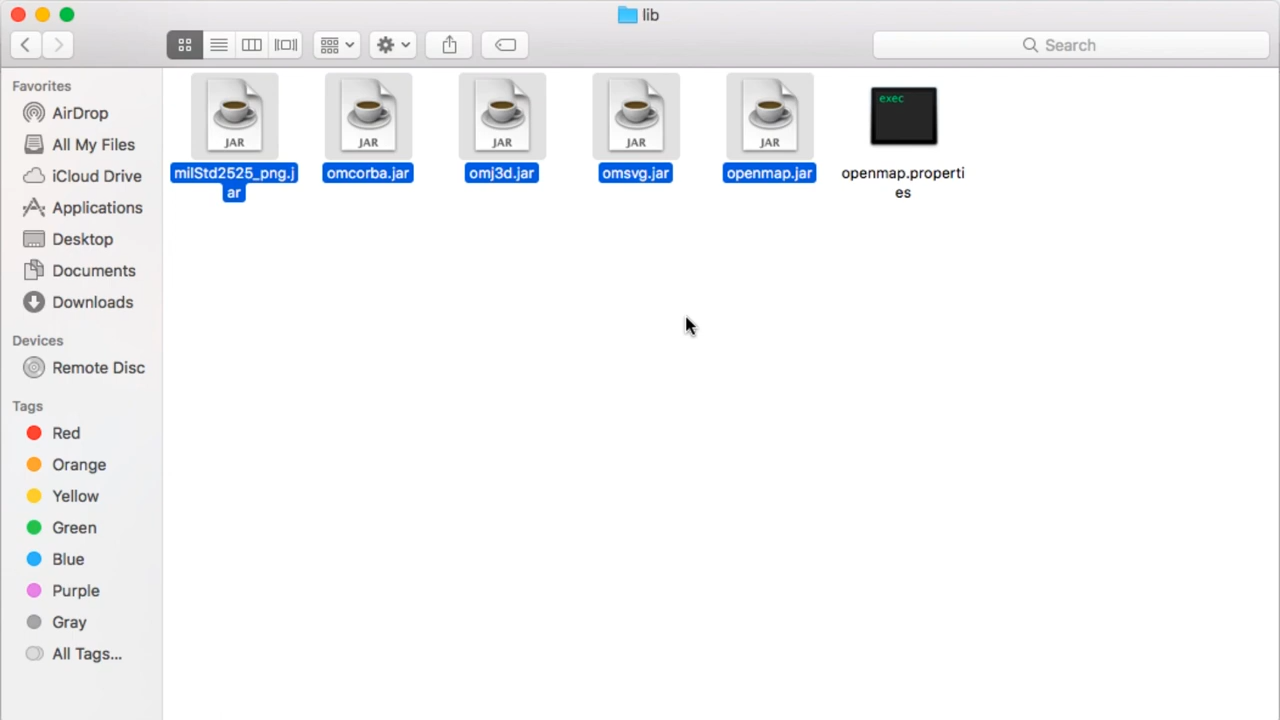 lib
Search
Favorites
AirDrop
All My Files
iCloud Drive
Applications
Desktop
Documents
Downloads
Devices
Remote Disc
Tags
Red
Orange
Yellow
Green
Blue
Purple
Gray
All Tags...
JAR
milStd2525_png.j
ar
JAR
omcorba.jar
JAR
omj3d.jar
JAR
omsvg.jar
JAR
openmap.jar
exec
openmap.properti
es